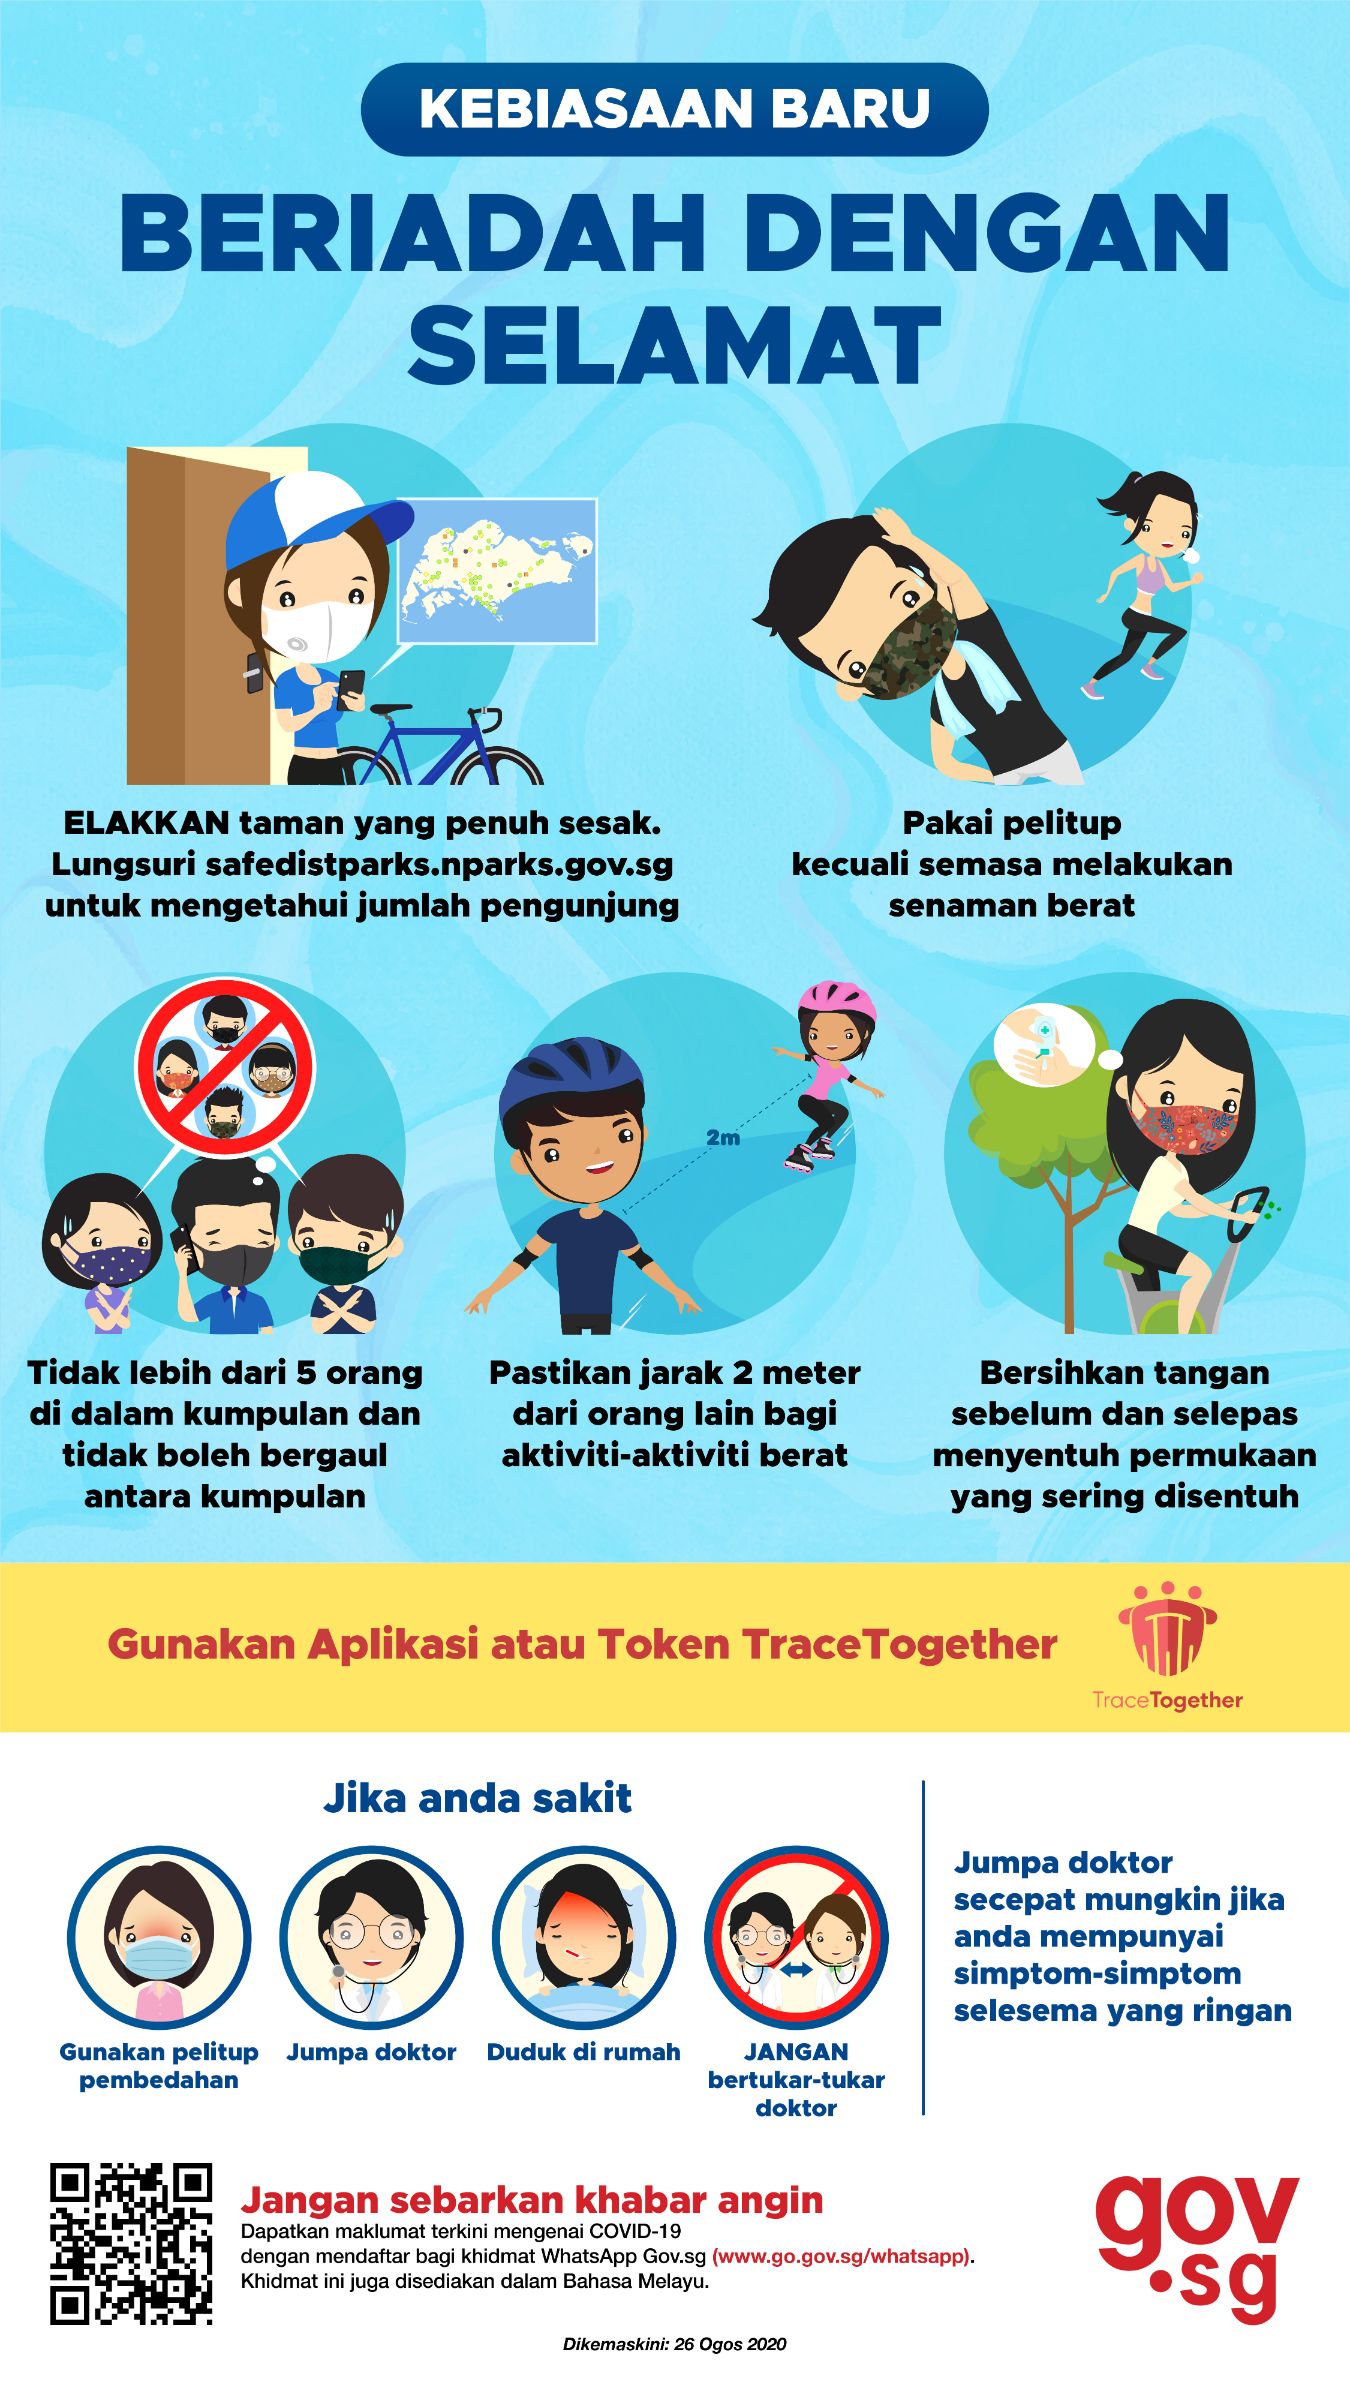 KEBIASAAN BARU
BERIADAH DENGAN
SELAMAT
ELAKKAN taman yang penuh sesak.
Lungsuri safedistparks.nparks.gov.sg
untuk mengetahui jumlah pengunjung
Pakai pelitup
kecuali semasa melakukan
senaman berat
2m
Tidak lebih dari 5 orang
di dalam kumpulan dan
tidak boleh bergaul
antara kumpulan
Pastikan jarak 2 meter
dari orang lain bagi
aktiviti-aktiviti berat
Bersihkan tangan
sebelum dan selepas
menyentuh permukaan
yang sering disentuh
Gunakan Aplikasi atau Token TraceTogether
TraceTogether
Jika anda sakit
Gunakan pelitup
pembedahan
Jumpa doktor
Duduk di rumah
JANGAN
bertukar-tukar
doktor
Jumpa doktor
secepat mungkin jika
anda mempunyai
simptom-simptom
selesema yang ringan
Jangan sebarkan khabar angin
Dapatkan maklumat terkini mengenai COVID-19
dengan mendaftar bagi khidmat WhatsApp Gov.sg (www.go.gov.sg/whatsapp).
Khidmat ini juga disediakan dalam Bahasa Melayu.
gov
.sg
Dikemaskini: 26 Ogos 2020